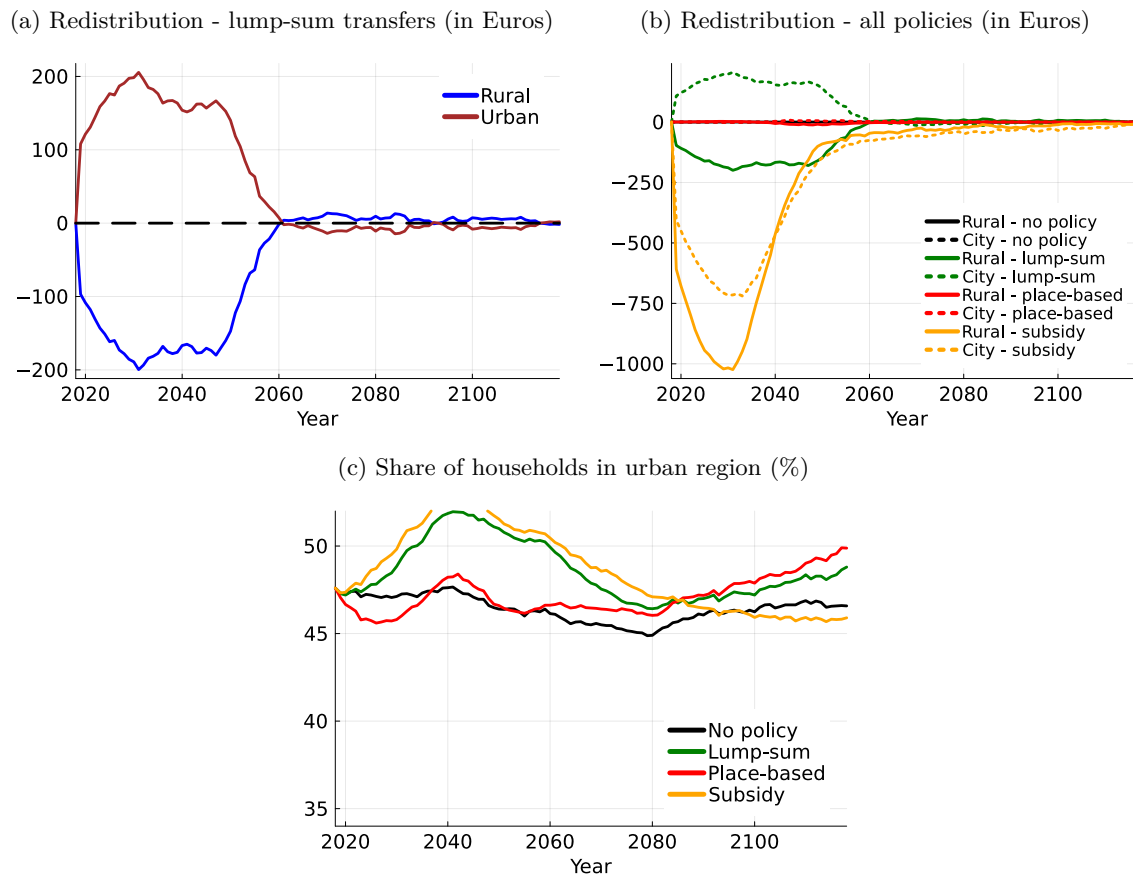 (a) Redistribution - lump-sum transfers (in Euros)
200
100
0
−100
−200
2020
2040
2060
2080
2100
Year
Rural
Urban
(b) Redistribution - all policies (in Euros)
0
−250
−500
−750
−1000
2020
2040
2060
2080
2100
Year
Rural - no policy
City - no policy
Rural - lump-sum
City - lump-sum
Rural - place-based
City - place-based
Rural - subsidy
City - subsidy
(c) Share of households in urban region (%)
50
45
40
35
2020
2040
2060
2080
2100
Year
No policy
Lump-sum
Place-based
Subsidy